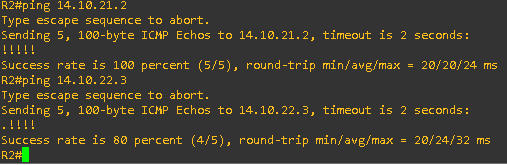 R2#ping 14.10.21.2
Type escape sequence to abort.
Sending 5, 100-byte ICMP Echos to 14.10.21.2, timeout is 2 seconds:
!!!!!
Success rate is 100 percent (5/5), round-trip min/avg/max = 20/20/24 ms
R2#ping 14.10.22.3
Type escape sequence to abort.
Sending 5, 100-byte ICMP Echos to 14.10.22.3, timeout is 2 seconds:
.!!!!
Success rate is 80 percent (4/5), round-trip min/avg/max = 20/24/32 ms
R2#